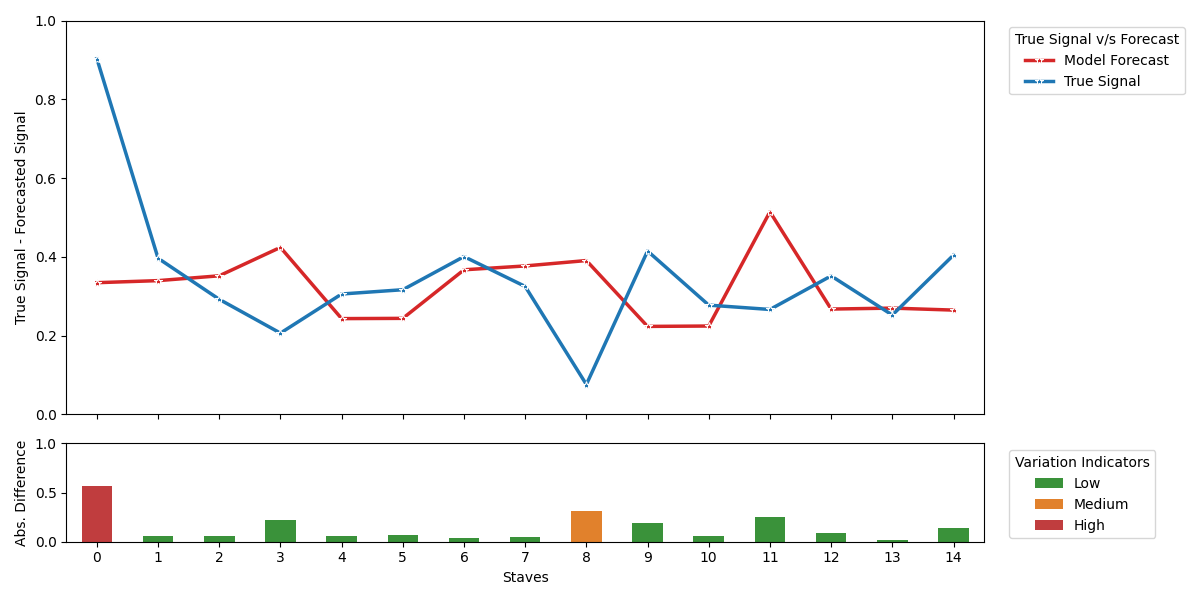 True Signal v/s Forecast
Model Forecast
True Signal
True Signal - Forecasted Signal
1.0
0.8
0.6
0.4
0.2
0.0
Variation Indicators
Low
Medium
High
Abs. Difference
1.0
0.5
0.0
0 1 2 3 4 5 6 7 8 9 10 11 12 13 14
Staves